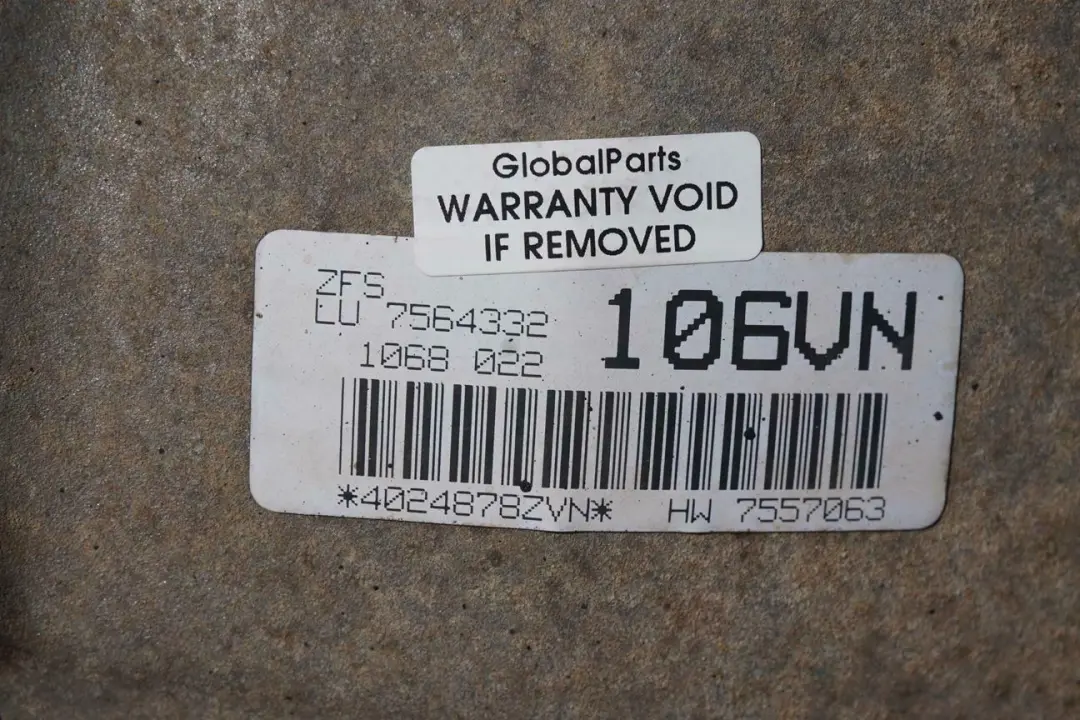 GlobalParts
WARRANTY VOID
IF REMOVED
ZFS
LU 7564332
1068 022
106VN
*4024878ZVN* HW 7557063